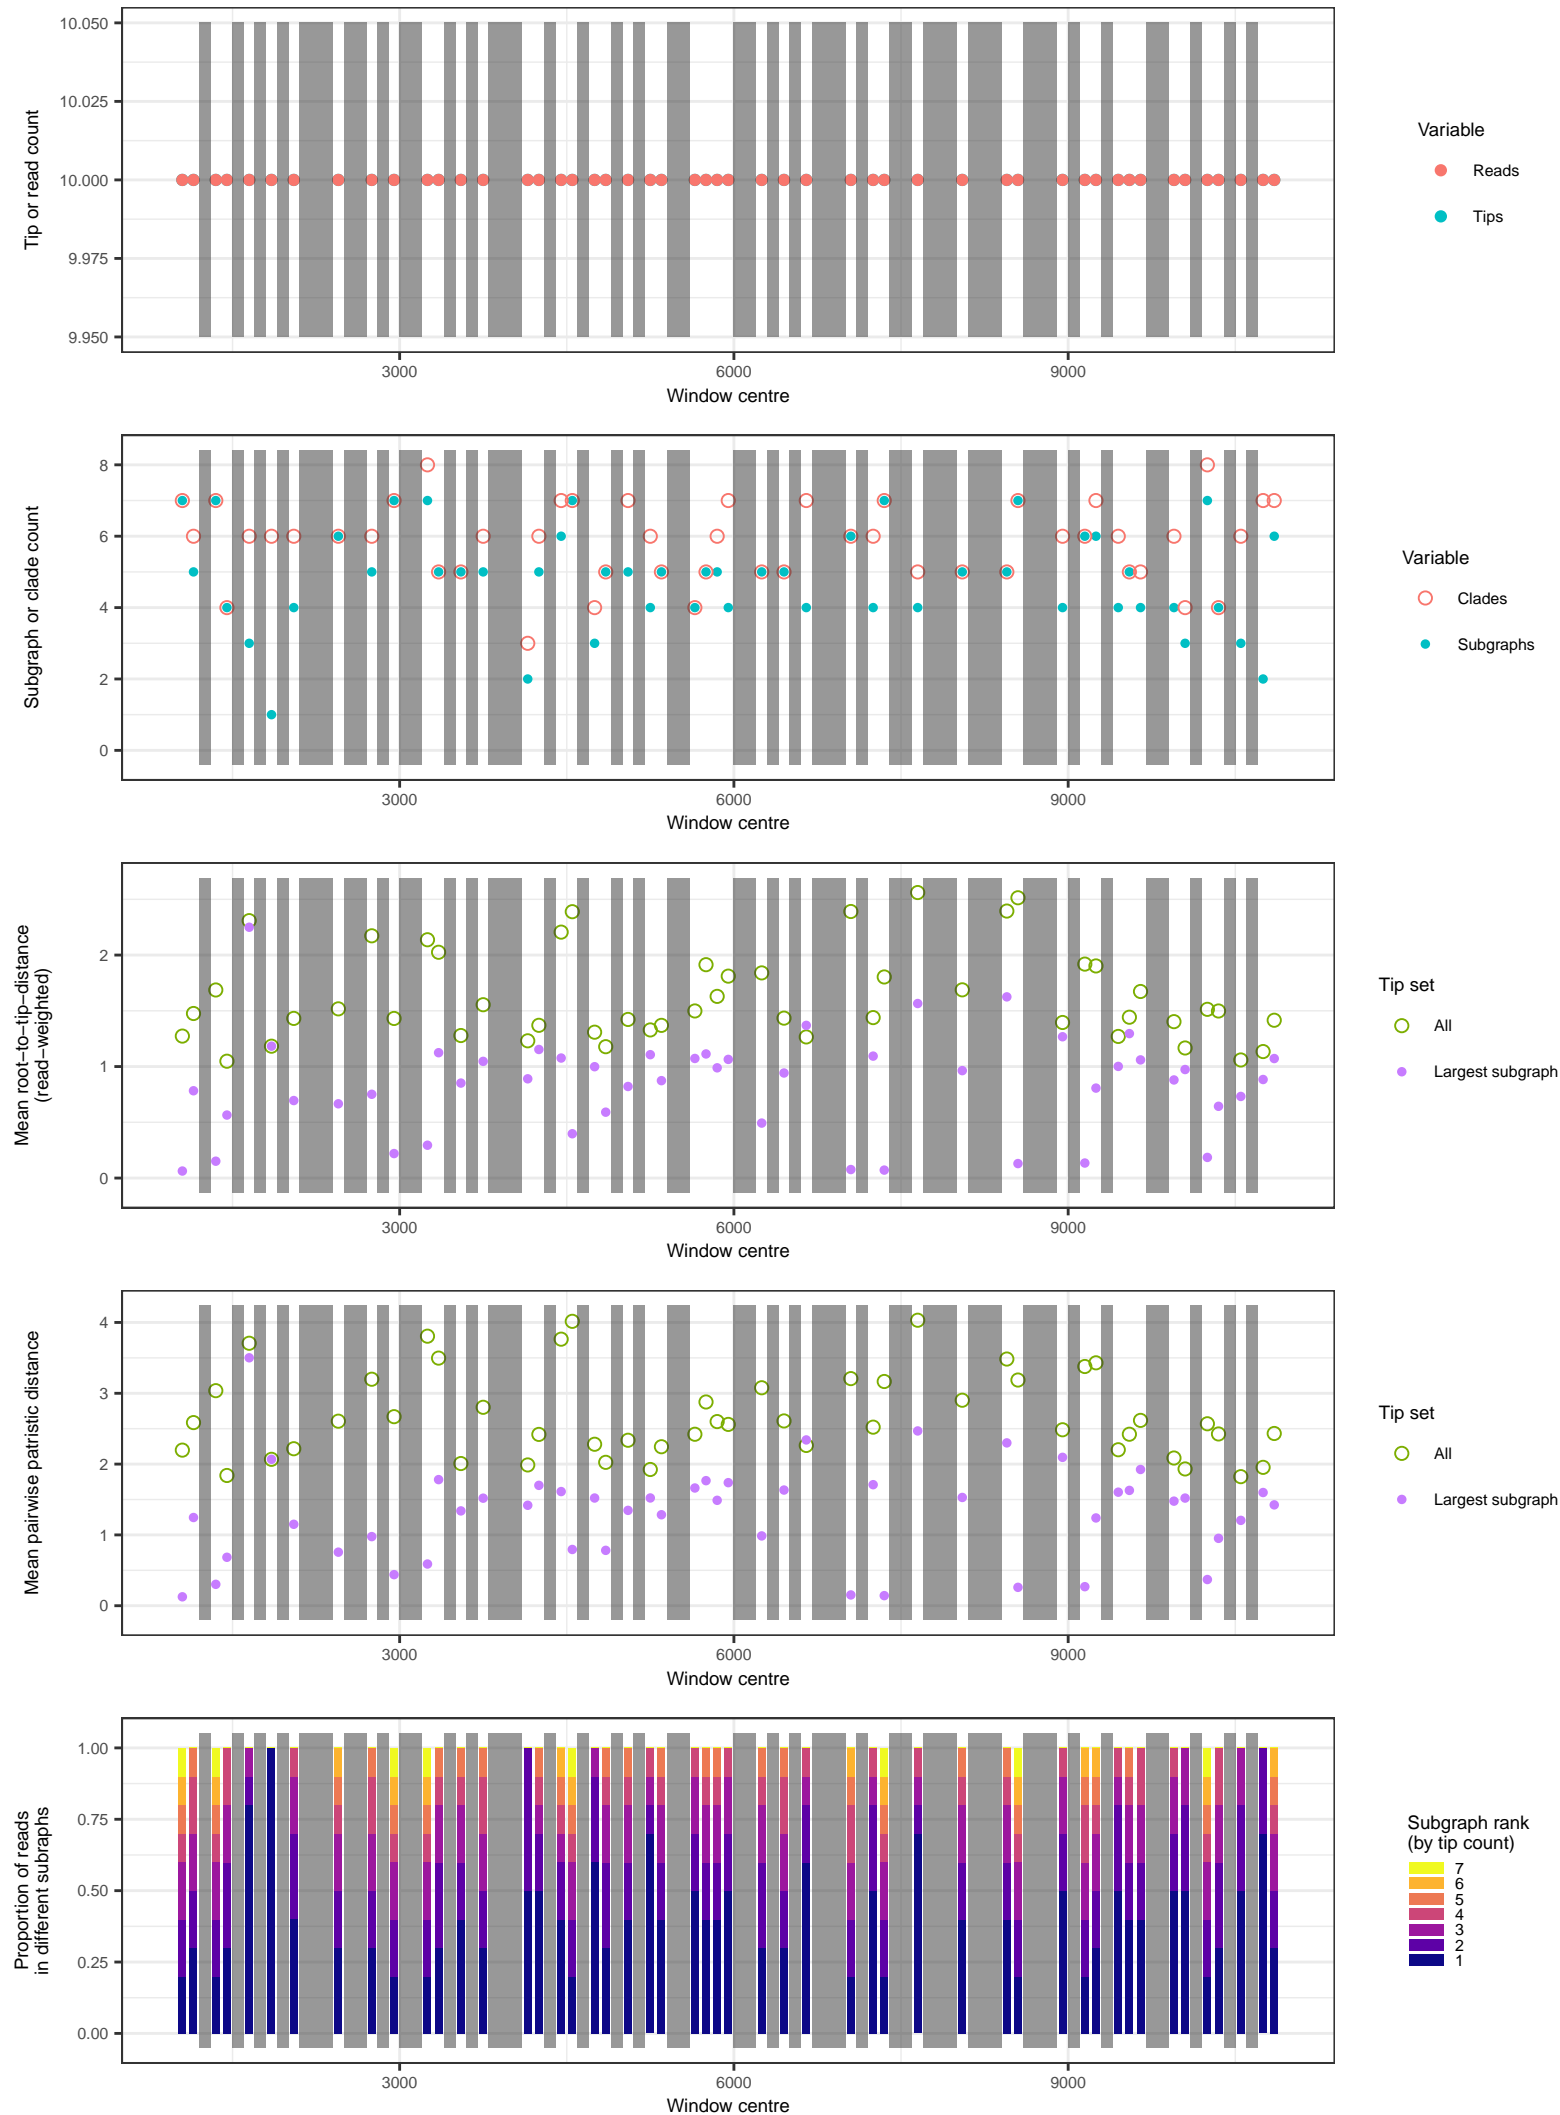 10.050
10.025
10.000
9.975
9.950
Tip or read count
3000
6000
9000
Window centre
Variable
Reads
Tips
8
6
4
2
0
Subgraph or clade count
3000
6000
9000
Window centre
Variable
Clades
Subgraphs
2
1
0
Mean root−to−tip−distance
(read−weighted)
3000
6000
9000
Window centre
Tip set
All
Largest subgraph
4
3
2
1
0
Mean pairwise patristic distance
3000
6000
9000
Window centre
Tip set
All
Largest subgraph
1.00
0.75
0.50
0.25
0.00
Proportion of reads
in different subraphs
3000
6000
9000
Window centre
Subgraph rank
(by tip count)
7
6
5
4
3
2
1